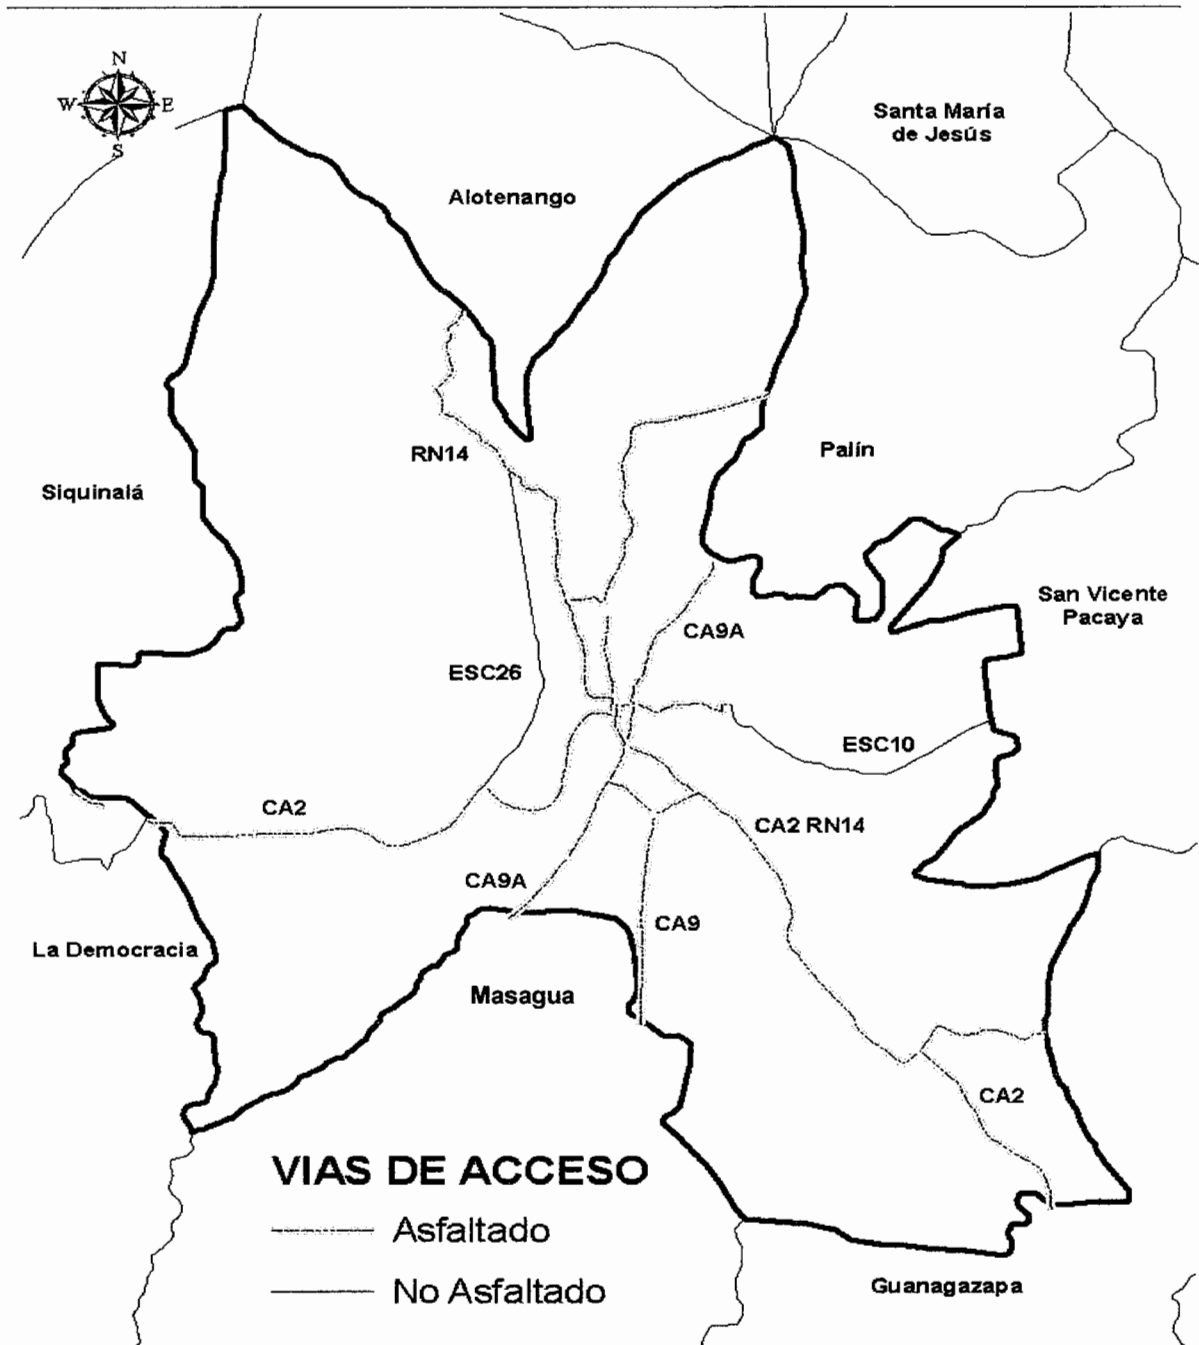 N
W E
S
Santa María
de Jesús
Alotenango
RN14
Palín
Siquinalá
San Vicente
Pacaya
CA9A
ESC26
ESC10
CA2
CA2 RN14
CA9A
CA9
La Democracia
Masagua
CA2
VIAS DE ACCESO
Asfaltado
No Asfaltado
Guanagazapa